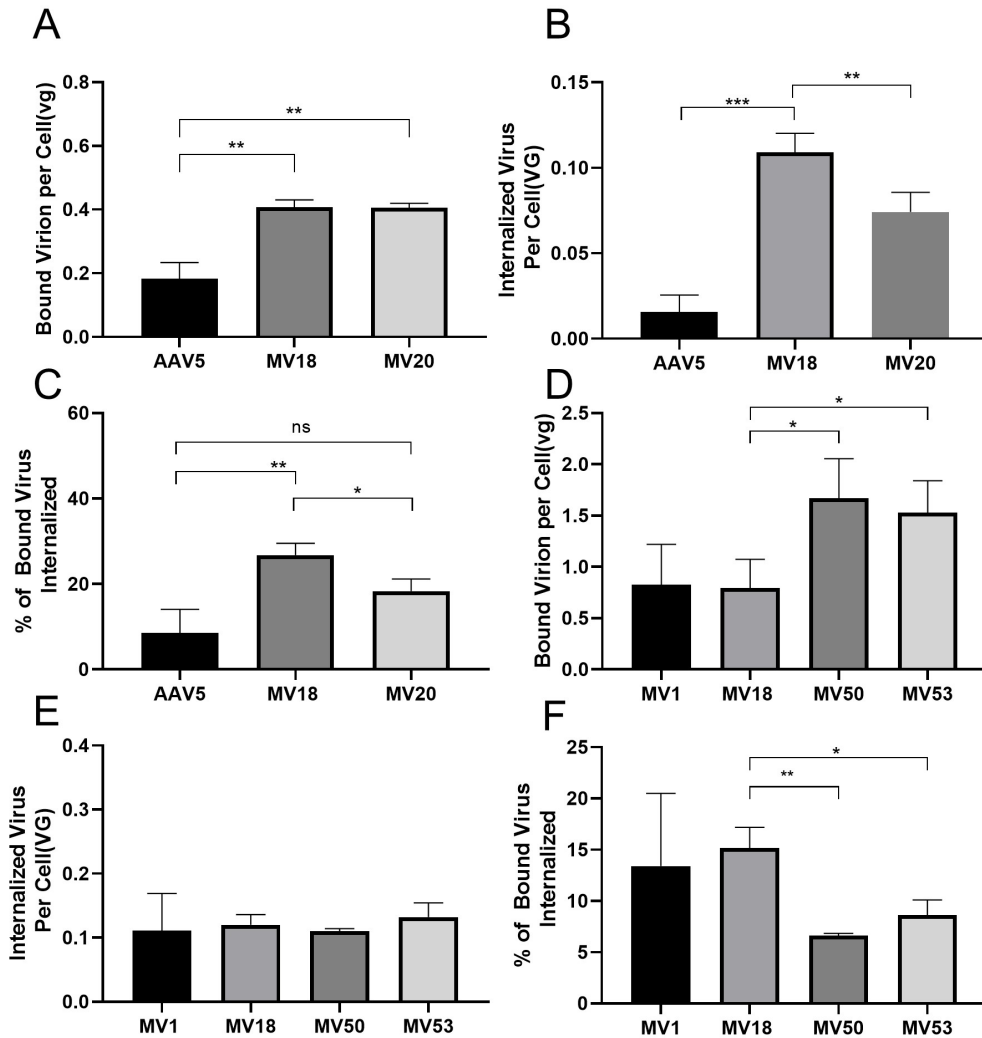 A
Bound Virion per Cell(vg)
0.8
0.6
0.4
0.2
0.0
**
**
AAV5 MV18 MV20
B
Internalized Virus
Per Cell(VG)
0.15
0.10
0.05
0.00
***
**
AAV5 MV18 MV20
C
% of Bound Virus
Internalized
60
40
20
0
ns
**
*
AAV5 MV18 MV20
D
Bound Virion per Cell(vg)
2.5
2.0
1.5
1.0
0.5
0.0
*
*
MV1 MV18 MV50 MV53
E
Internalized Virus
Per Cell(VG)
0.4
0.3
0.2
0.1
0.0
MV1 MV18 MV50 MV53
F
% of Bound Virus
Internalized
25
20
15
10
5
0
*
**
MV1 MV18 MV50 MV53